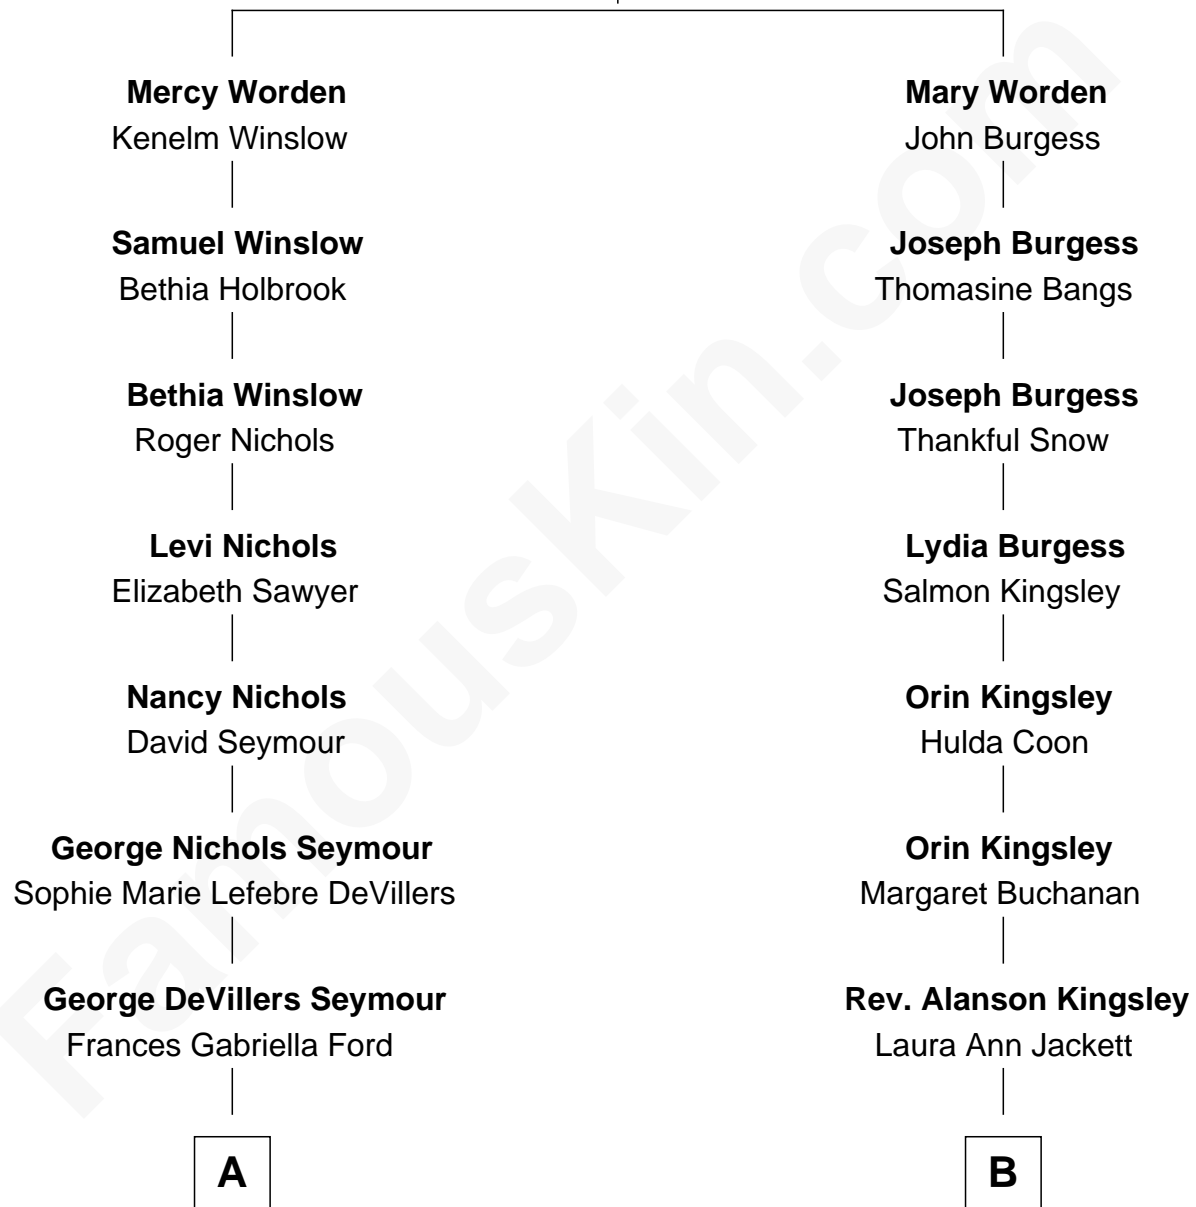 Mercy Worden
Kenelm Winslow
Samuel Winslow
Bethia Holbrook
Bethia Winslow
Roger Nichols
Levi Nichols
Elizabeth Sawyer
Nancy Nichols
David Seymour
George Nichols Seymour
Sophie Marie Lefebre DeVillers
George DeVillers Seymour
Frances Gabriella Ford
A
Mary Worden
John Burgess
Joseph Burgess
Thomasine Bangs
Joseph Burgess
Thankful Snow
Lydia Burgess
Salmon Kingsley
Orin Kingsley
Hulda Coon
Orin Kingsley
Margaret Buchanan
Rev. Alanson Kingsley
Laura Ann Jackett
B
FamousKin.com